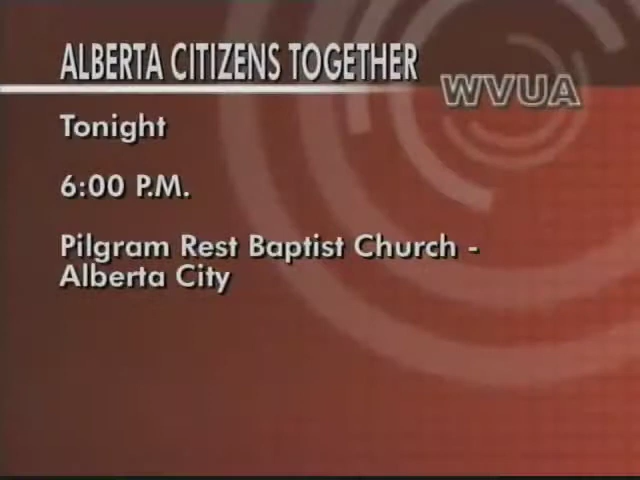 ALBERTA CITIZENS TOGETHER
WVUA
Tonight
6:00 P.M.
Pilgram Rest Baptist Church -
Alberta City